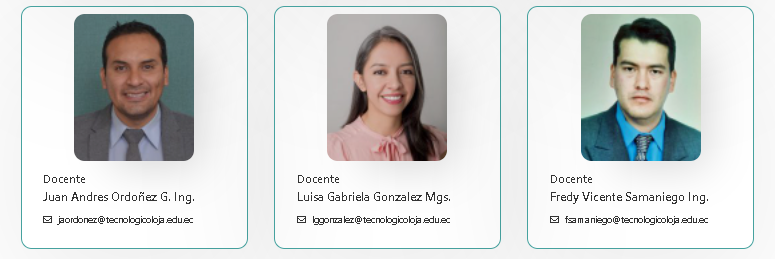 Docente
Juan Andres Ordoñez G. Ing.
jaordonez@tecnologicoloja.edu.ec
Docente
Luisa Gabriela Gonzalez Mgs.
lggonzalez@tecnologicoloja.edu.ec
Docente
Fredy Vicente Samaniego Ing.
fsamaniego@tecnologicoloja.edu.ec